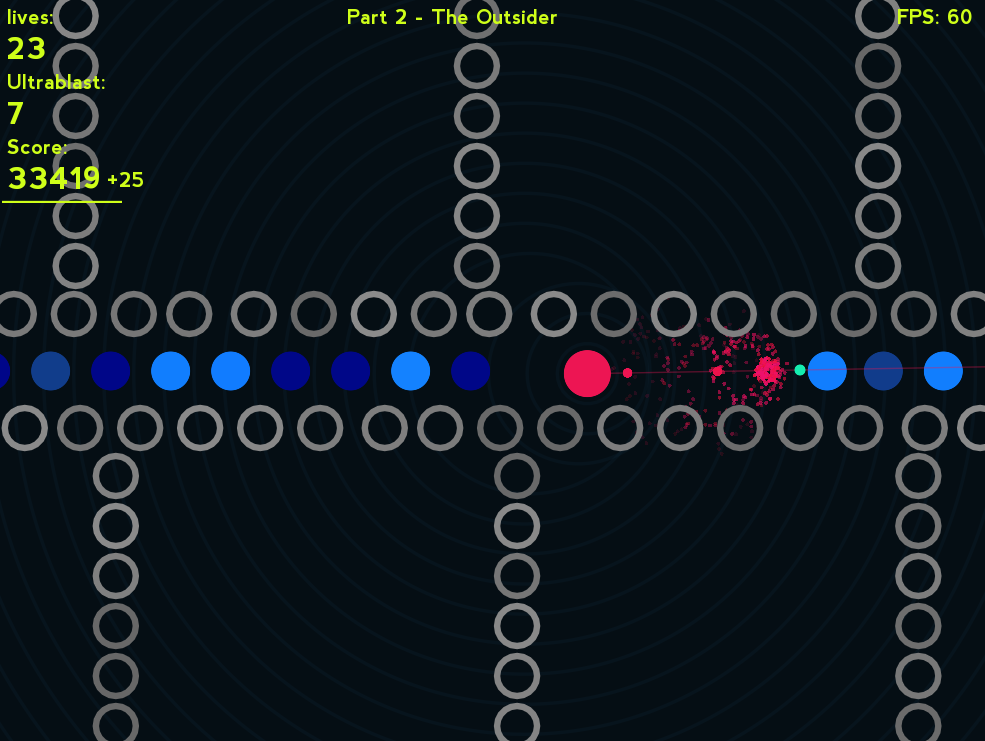 lives:
23
Ultrablast:
7
Score:
33419 +25
Part 2 - The Outsider
FPS: 60